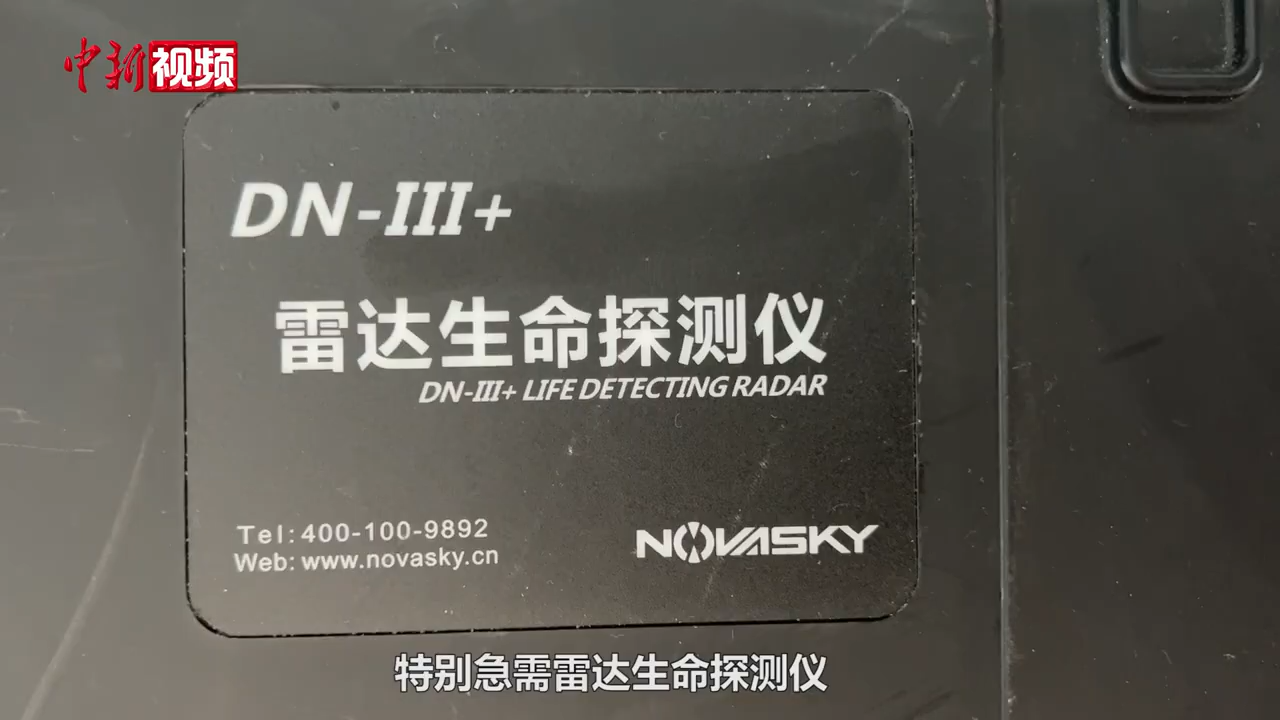 中新视频
DN-III+
雷达生命探测仪
DN-III+ LIFE DETECTING RADAR
Tel: 400-100-9892
Web: www.novasky.cn
NOVASKY
特别急需雷达生命探测仪